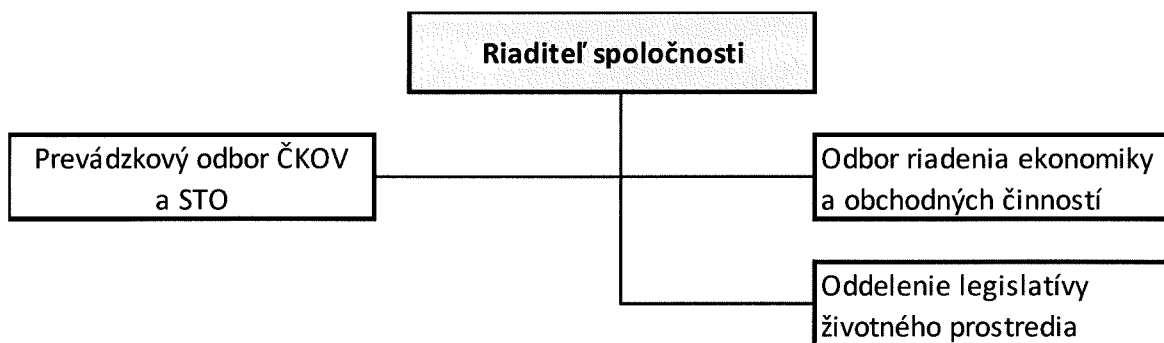 Riaditeľ spoločnosti
Prevádzkový odbor ČKOV
a STO
Odbor riadenia ekonomiky
a obchodných činností
Oddelenie legislatívy
životného prostredia